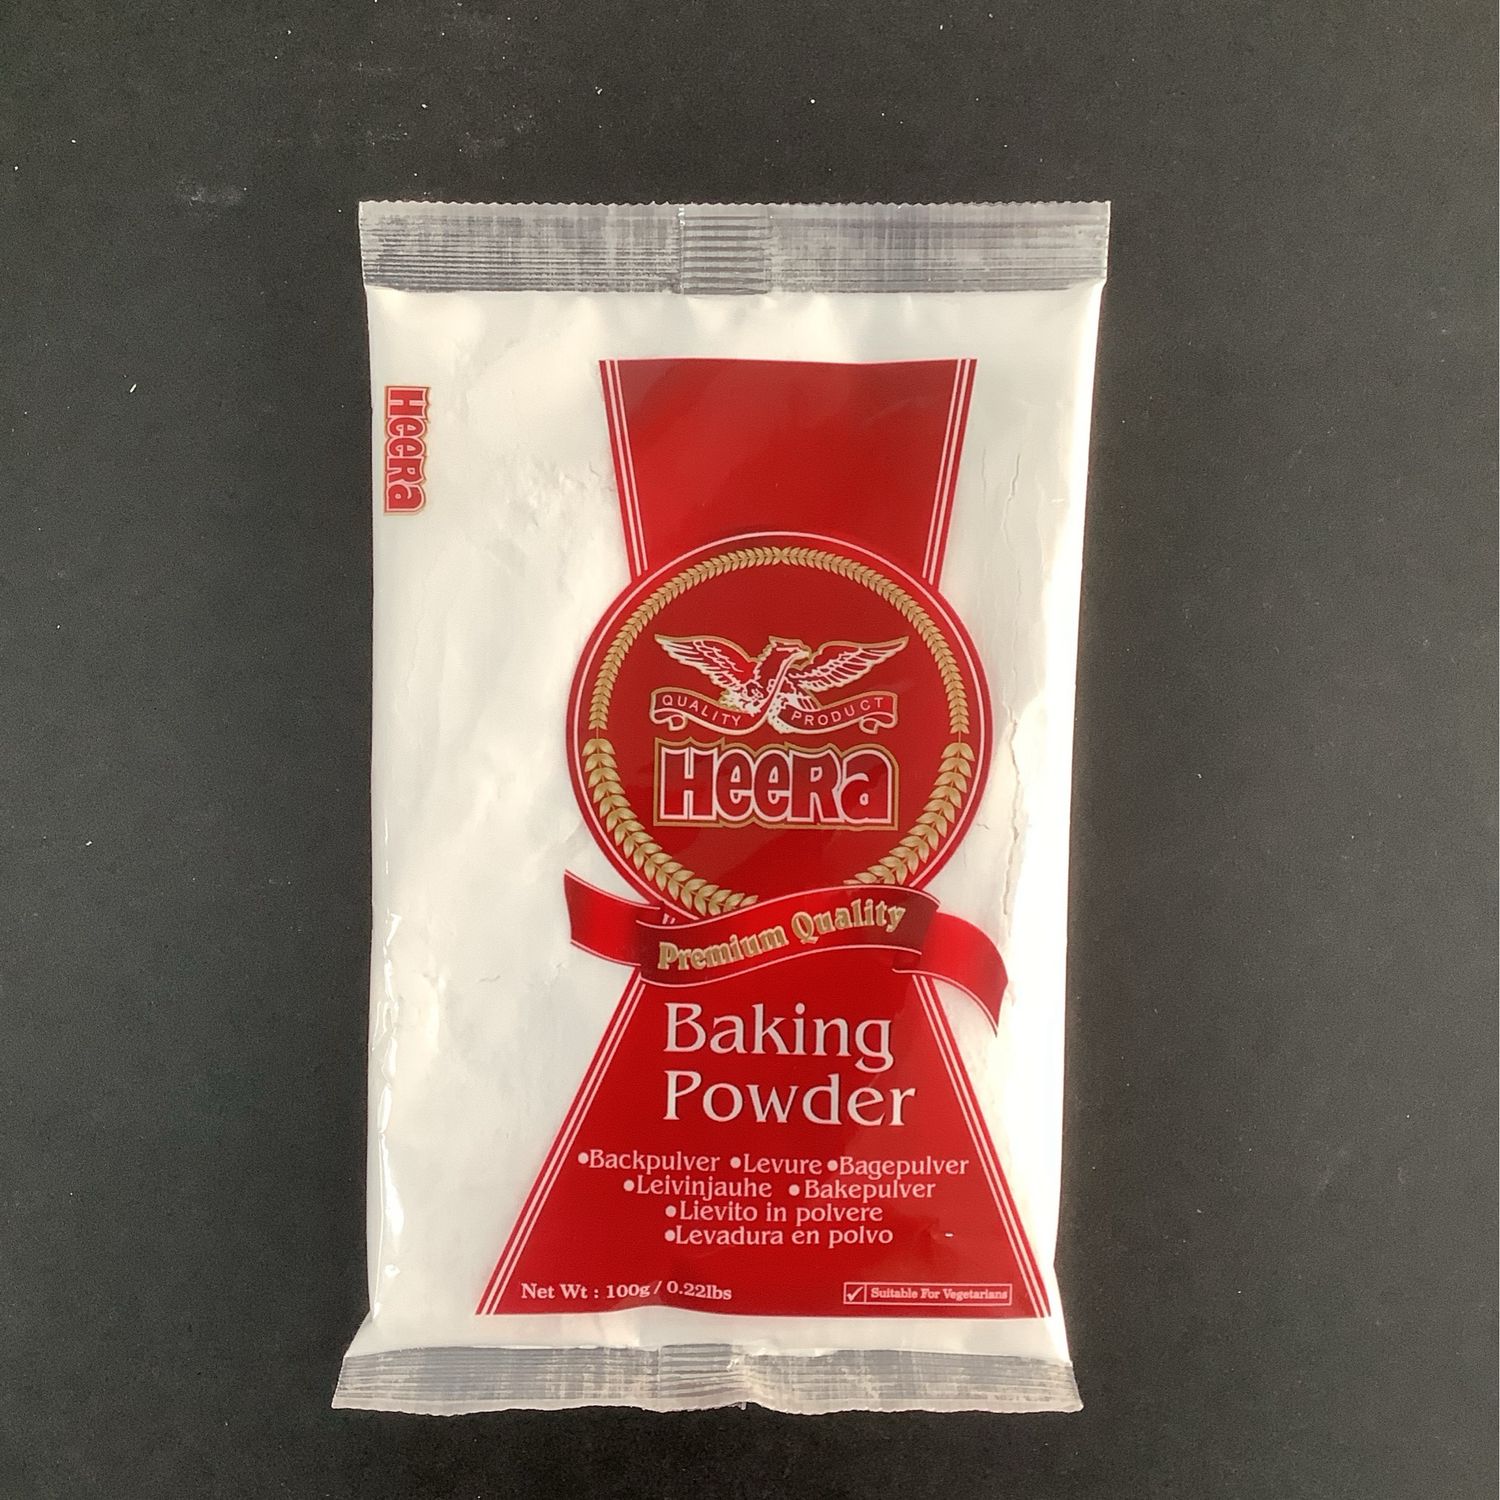 HeeRa
QUALITY PRODUCT
HeeRa
Premium Quality
Baking
Powder
•Backpulver •Levure •Bagepulver
•Leivinjauhe •Bakepulver
•Lievito in polvere
•Levadura en polvo
Net Wt : 100g / 0.22lbs
Suitable For Vegetarians